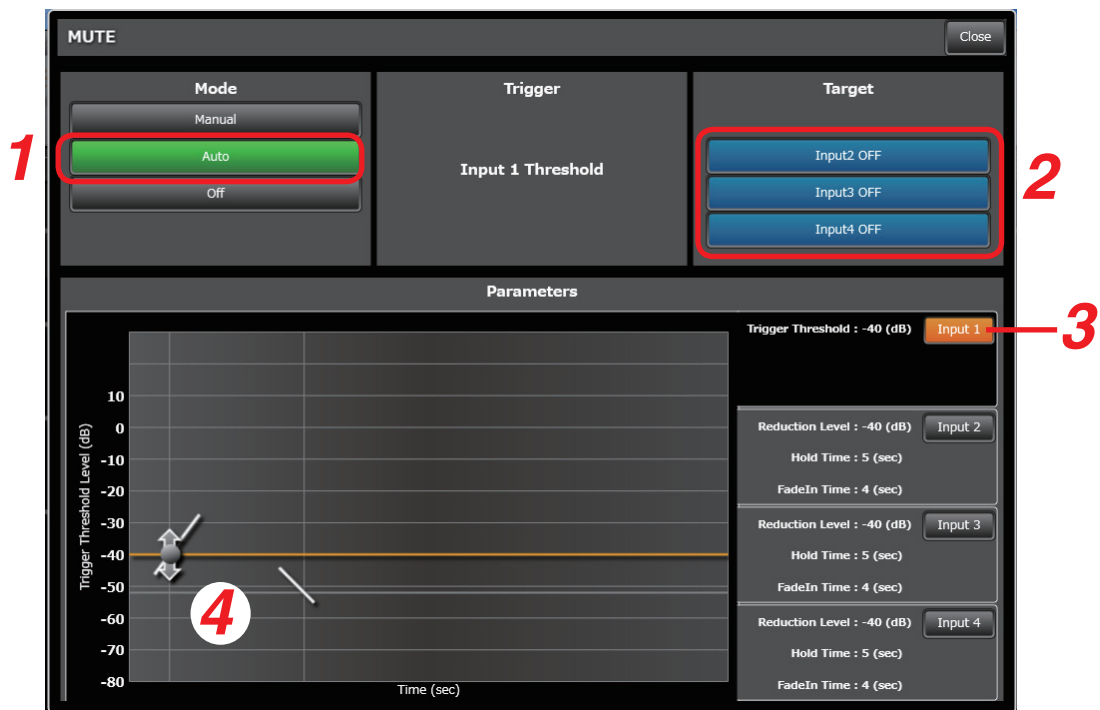 MUTE
Close
Mode
Trigger
Target
Manual
Auto
Off
1
Input 1 Threshold
Input2 OFF
Input3 OFF
Input4 OFF
2
Parameters
Trigger Threshold : -40 (dB)
Input 1
3
Reduction Level : -40 (dB)
Input 2
Hold Time : 5 (sec)
FadeIn Time : 4 (sec)
Reduction Level : -40 (dB)
Input 3
Hold Time : 5 (sec)
FadeIn Time : 4 (sec)
Reduction Level : -40 (dB)
Input 4
Hold Time : 5 (sec)
FadeIn Time : 4 (sec)
Trigger Threshold Level (dB)
10
0
-10
-20
-30
-40
-50
-60
-70
-80
4
Time (sec)